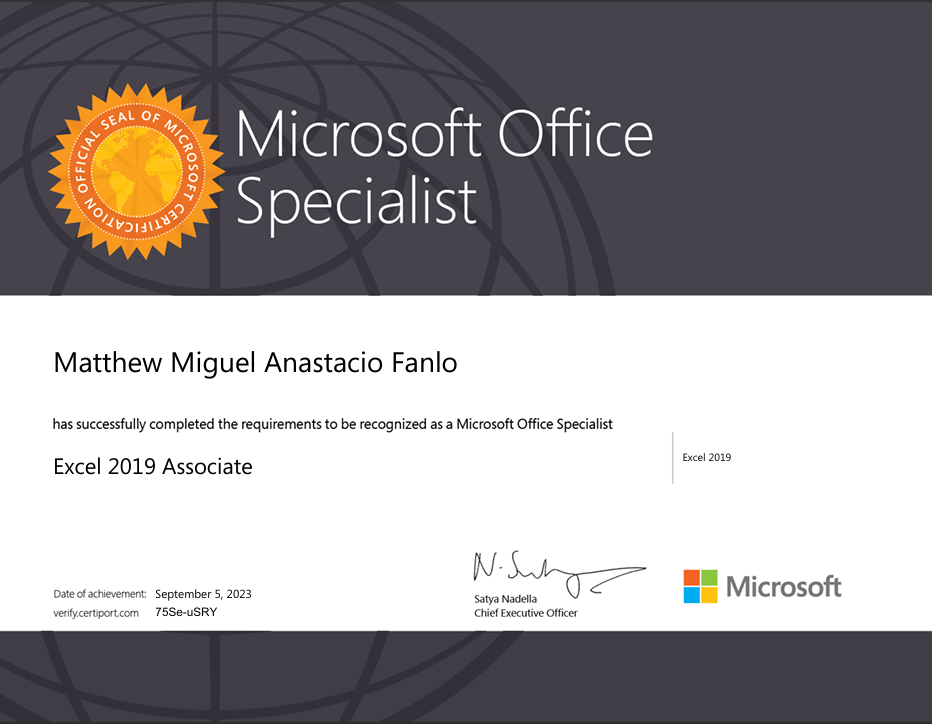 OFFICIAL SEAL OF MICROSOFT CERTIFICATION
Microsoft Office
Specialist
Matthew Miguel Anastacio Fanlo
has successfully completed the requirements to be recognized as a Microsoft Office Specialist
Excel 2019 Associate
Excel 2019
Date of achievement: September 5, 2023
verify.certiport.com 75Se-uSRY
Satya Nadella
Chief Executive Officer
Microsoft